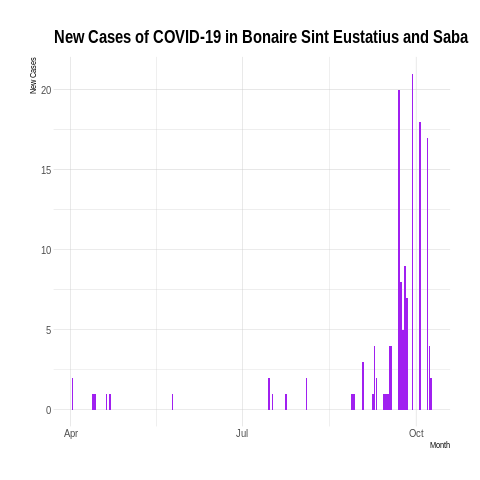 New Cases of COVID-19 in Bonaire Sint Eustatius and Saba
New Cases
20
15
10
5
0
Apr
Jul
Oct
Month